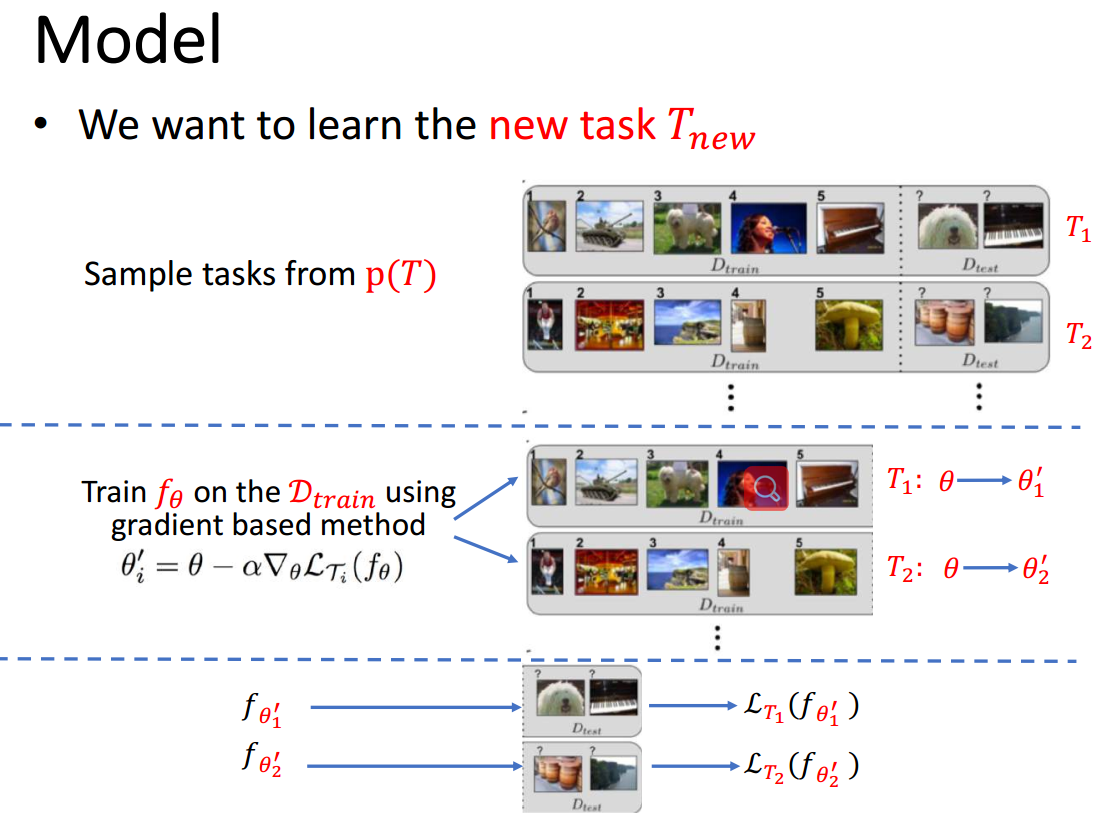 Model
• We want to learn the new task T_new
Sample tasks from p(T)
1 2 3 4 5 ? ?
D_train D_test
T_1
1 2 3 4 5 ? ?
D_train D_test
T_2
Train f_θ on the 𝒟_train using
gradient based method
θ′_i = θ − α∇_θ ℒ_{𝒯_i}(f_θ)
1 2 3 4 5
D_train
T_1: θ → θ′_1
1 2 3 4 5
D_train
T_2: θ → θ′_2
? ?
f_{θ′_1} ℒ_{T_1}(f_{θ′_1})
D_test
? ?
f_{θ′_2} ℒ_{T_2}(f_{θ′_2})
D_test